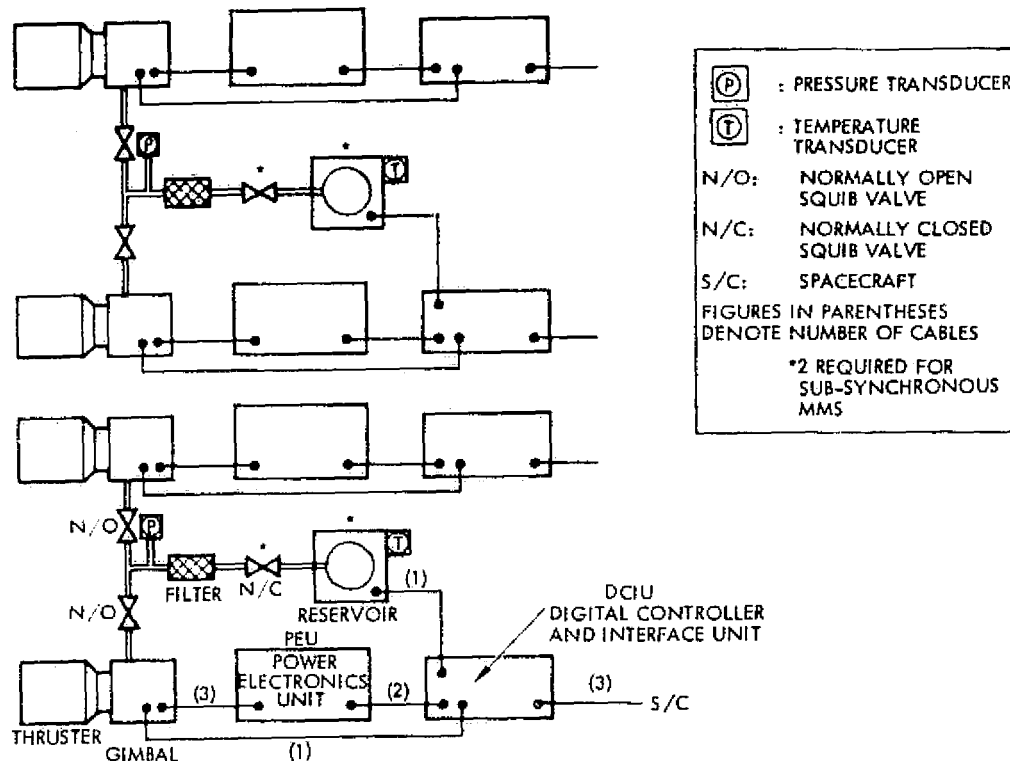 P
*
*
T
P : PRESSURE TRANSDUCER
T : TEMPERATURE
TRANSDUCER
N/O: NORMALLY OPEN
SQUIB VALVE
N/C: NORMALLY CLOSED
SQUIB VALVE
S/C: SPACECRAFT
FIGURES IN PARENTHESES
DENOTE NUMBER OF CABLES
*2 REQUIRED FOR
SUB-SYNCHRONOUS
MMS
N/O
P
*
*
T
FILTER
N/C
RESERVOIR
(1)
N/O
DCIU
DIGITAL CONTROLLER
AND INTERFACE UNIT
PEU
POWER
ELECTRONICS
UNIT
(3)
(2)
(3)
S/C
THRUSTER
GIMBAL
(1)